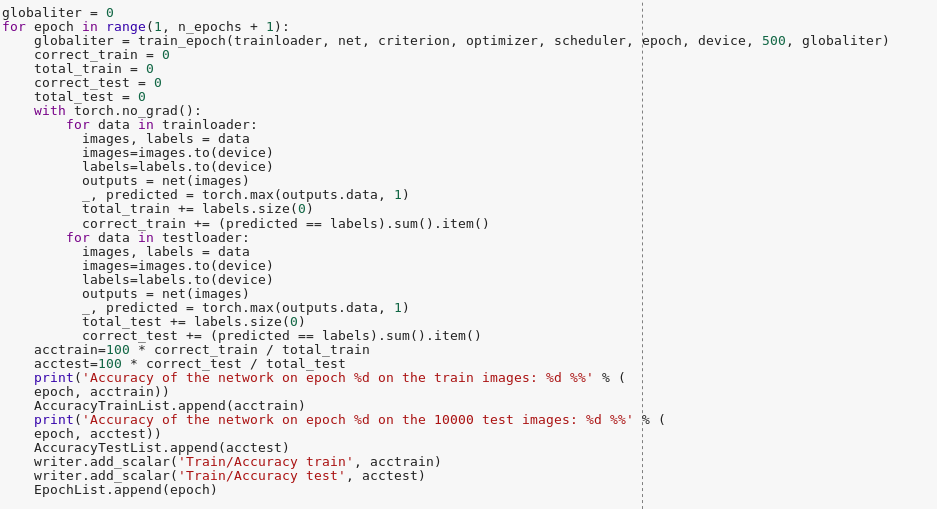 globaliter = 0
for epoch in range(1, n_epochs + 1):
    globaliter = train_epoch(trainloader, net, criterion, optimizer, scheduler, epoch, device, 500, globaliter)
    correct_train = 0
    total_train = 0
    correct_test = 0
    total_test = 0
    with torch.no_grad():
        for data in trainloader:
          images, labels = data
          images=images.to(device)
          labels=labels.to(device)
          outputs = net(images)
          _, predicted = torch.max(outputs.data, 1)
          total_train += labels.size(0)
          correct_train += (predicted == labels).sum().item()
        for data in testloader:
          images, labels = data
          images=images.to(device)
          labels=labels.to(device)
          outputs = net(images)
          _, predicted = torch.max(outputs.data, 1)
          total_test += labels.size(0)
          correct_test += (predicted == labels).sum().item()
    acctrain=100 * correct_train / total_train
    acctest=100 * correct_test / total_test
    print('Accuracy of the network on epoch %d on the train images: %d %%' % (
    epoch, acctrain))
    AccuracyTrainList.append(acctrain)
    print('Accuracy of the network on epoch %d on the 10000 test images: %d %%' % (
    epoch, acctest))
    AccuracyTestList.append(acctest)
    writer.add_scalar('Train/Accuracy train', acctrain)
    writer.add_scalar('Train/Accuracy test', acctest)
    EpochList.append(epoch)